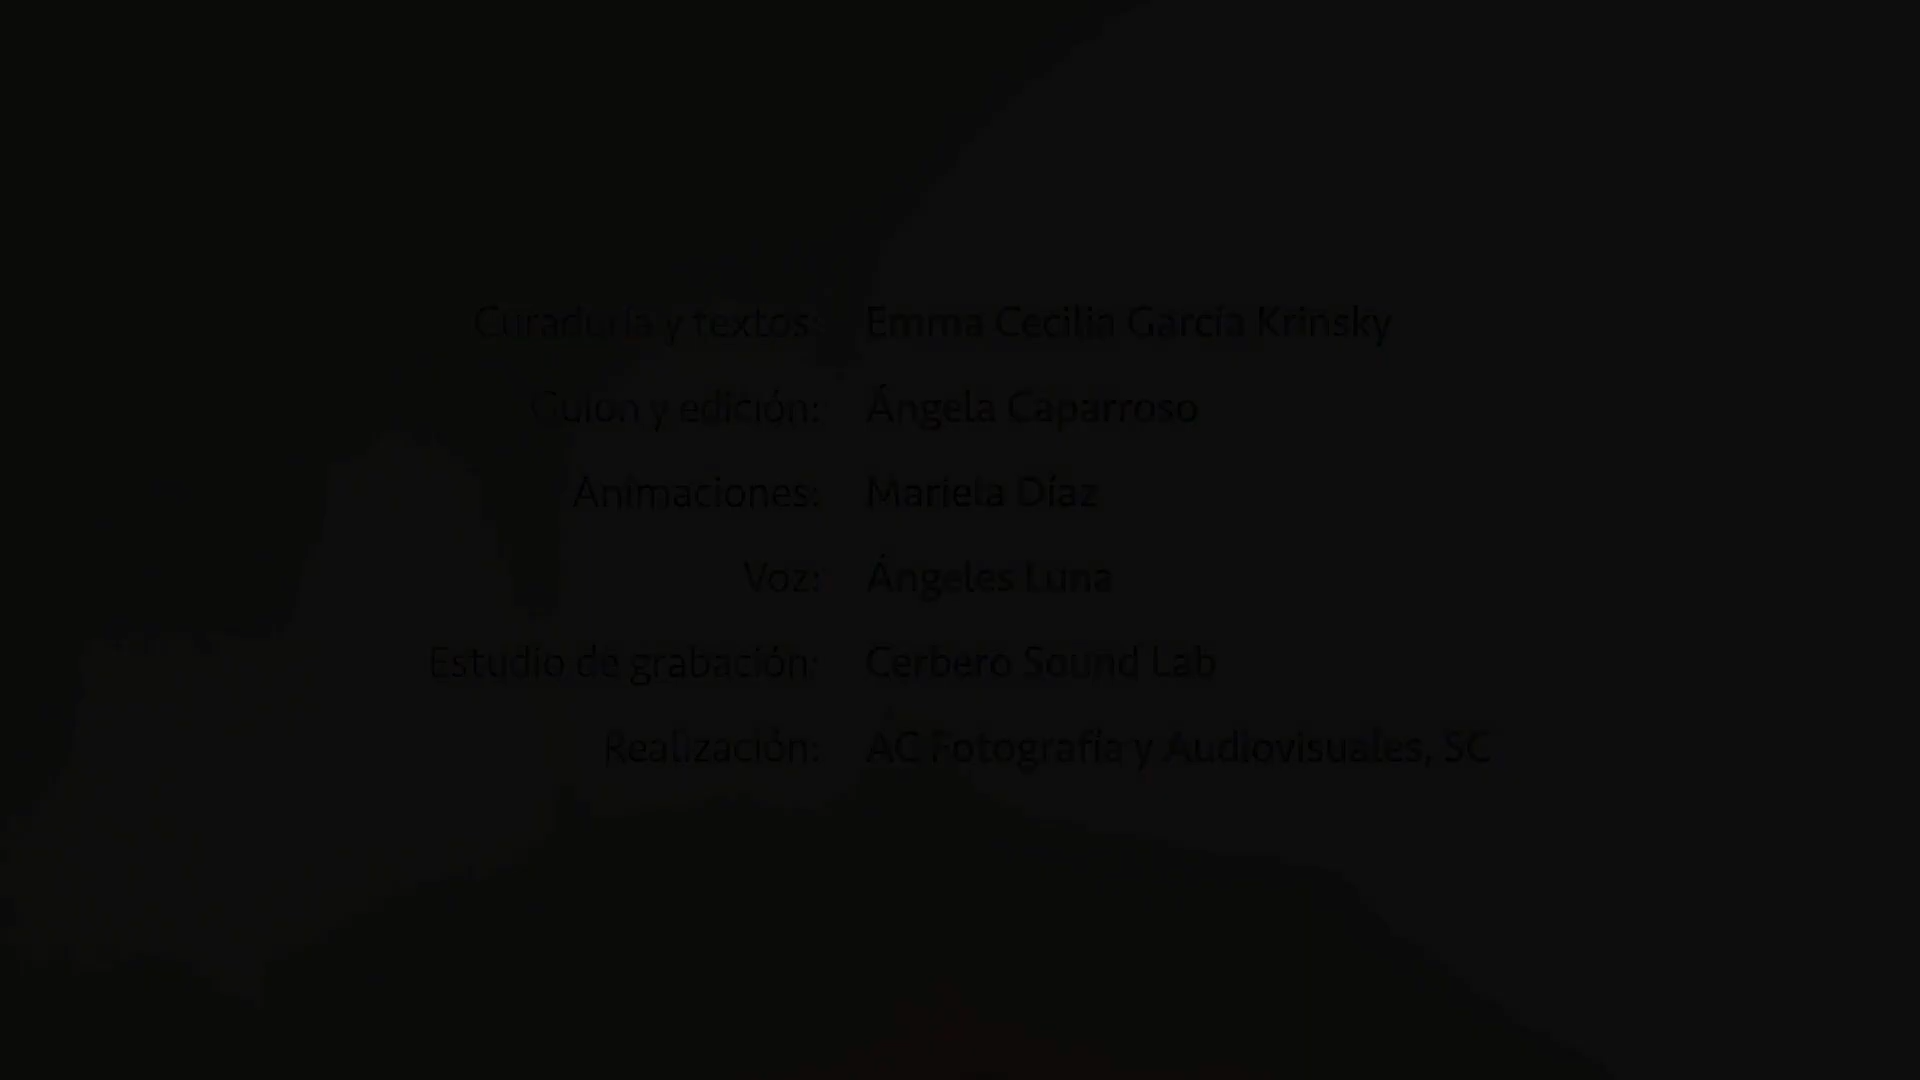 Curaduría y textos: Emma Cecilia García Krinsky
Guion y edición: Ángela Caparroso
Animaciones: Mariela Díaz
Voz: Ángeles Luna
Estudio de grabación: Cerbero Sound Lab
Realización: AC Fotografía y Audiovisuales, SC